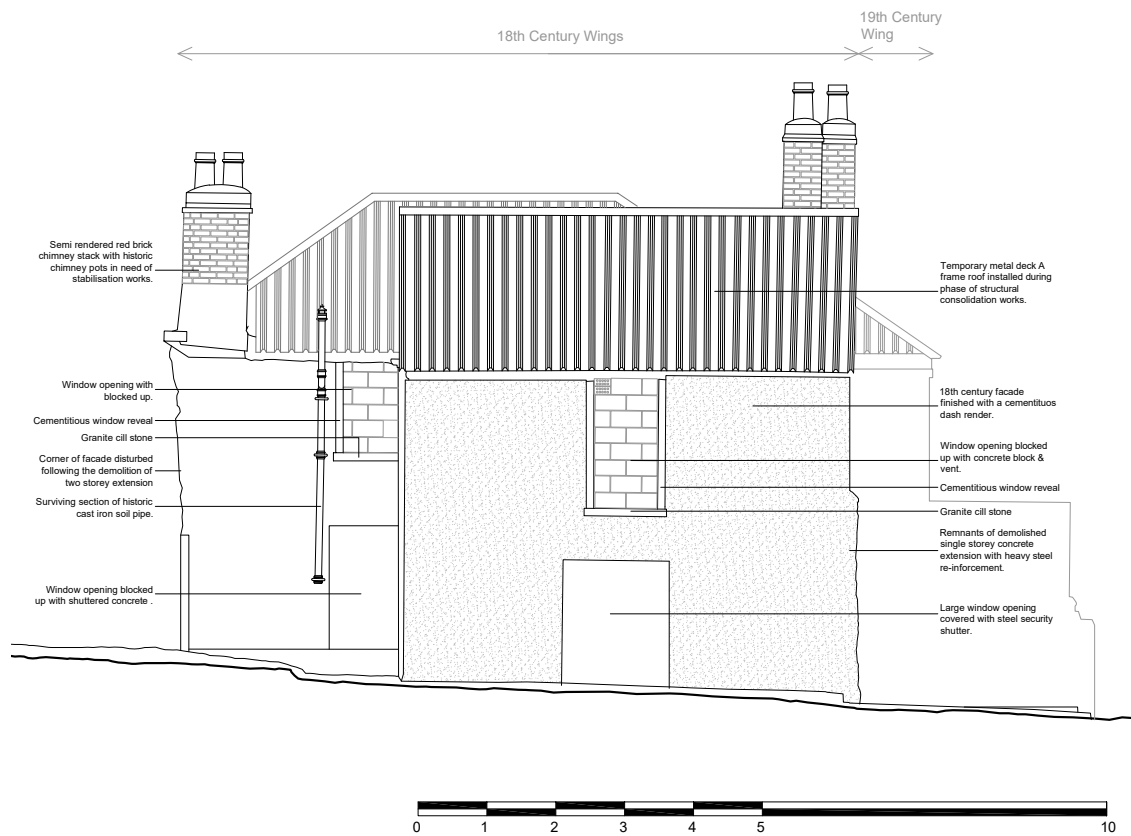 18th Century Wings
19th Century
Wing
Semi rendered red brick
chimney stack with historic
chimney pots in need of
stabilisation works.
Window opening with
blocked up.
Cementitious window reveal
Granite cill stone
Corner of facade disturbed
following the demolition of
two storey extension
Surviving section of historic
cast iron soil pipe.
Window opening blocked
up with shuttered concrete .
Temporary metal deck A
frame roof installed during
phase of structural
consolidation works.
18th century facade
finished with a cementituos
dash render.
Window opening blocked
up with concrete block &
vent.
Cementitious window reveal
Granite cill stone
Remnants of demolished
single storey concrete
extension with heavy steel
re-inforcement.
Large window opening
covered with steel security
shutter.
0 1 2 3 4 5 10